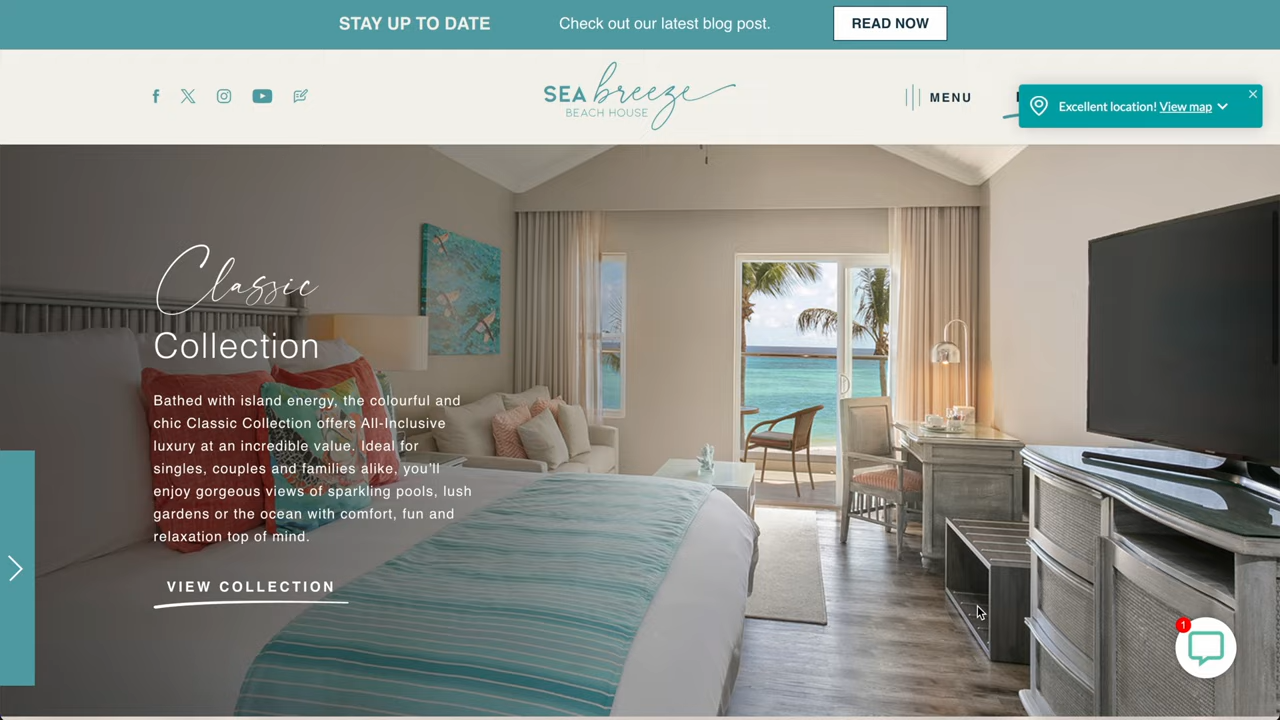 STAY UP TO DATE
Check out our latest blog post.
READ NOW
SEA breeze
BEACH HOUSE
MENU
Excellent location! View map
Classic
Collection
Bathed with island energy, the colourful and
chic Classic Collection offers All-Inclusive
luxury at an incredible value. Ideal for
singles, couples and families alike, you'll
enjoy gorgeous views of sparkling pools, lush
gardens or the ocean with comfort, fun and
relaxation top of mind.
VIEW COLLECTION
1